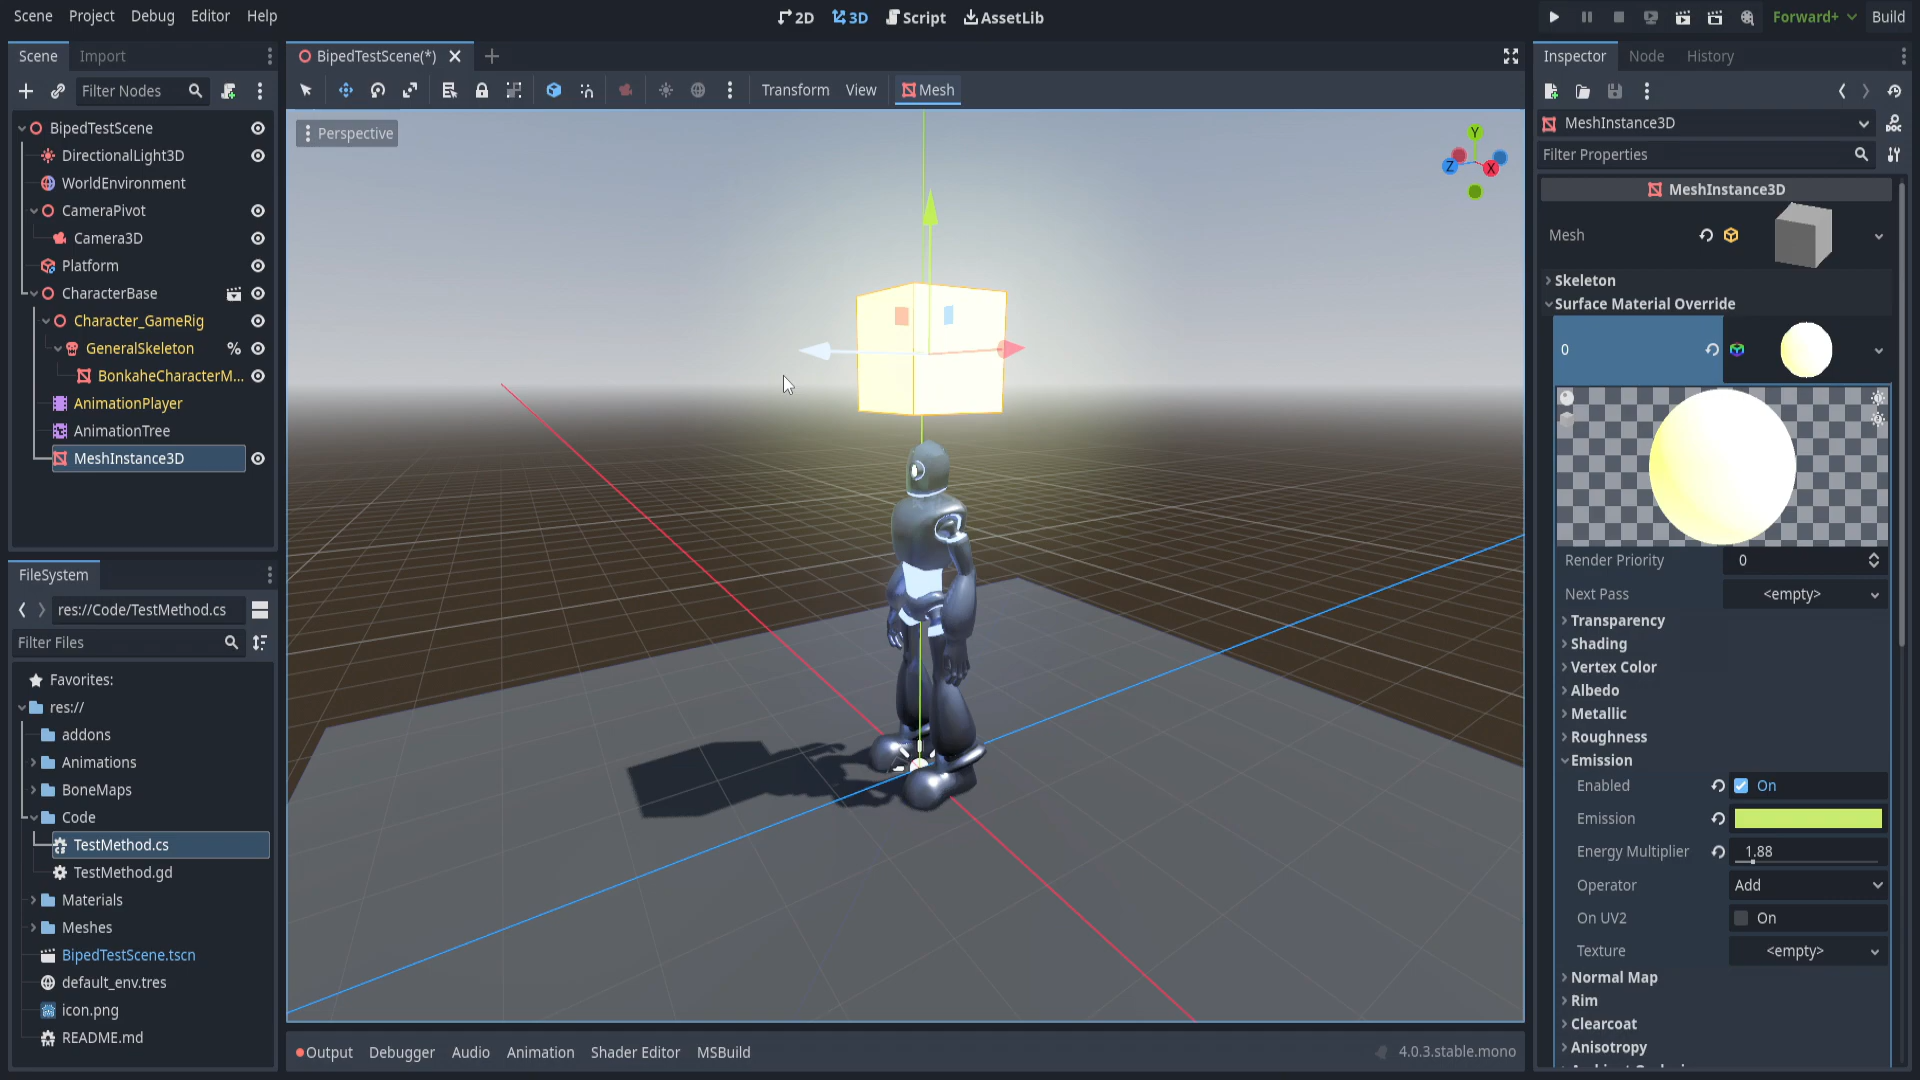 Scene Project Debug Editor Help
2D 3D Script AssetLib
Forward+ Build
Scene Import
Filter Nodes
BipedTestScene
DirectionalLight3D
WorldEnvironment
CameraPivot
Camera3D
Platform
CharacterBase
Character_GameRig
GeneralSkeleton %
BonkaheCharacterM...
AnimationPlayer
AnimationTree
MeshInstance3D
FileSystem
res://Code/TestMethod.cs
Filter Files
Favorites:
res://
addons
Animations
BoneMaps
Code
TestMethod.cs
TestMethod.gd
Materials
Meshes
BipedTestScene.tscn
default_env.tres
icon.png
README.md
BipedTestScene(*)
Transform View Mesh
Perspective
Y
Z X
Output Debugger Audio Animation Shader Editor MSBuild
4.0.3.stable.mono
Inspector Node History
MeshInstance3D
Filter Properties
MeshInstance3D
Mesh
Skeleton
Surface Material Override
0
Render Priority 0
Next Pass <empty>
Transparency
Shading
Vertex Color
Albedo
Metallic
Roughness
Emission
Enabled On
Emission
Energy Multiplier 1.88
Operator Add
On UV2 On
Texture <empty>
Normal Map
Rim
Clearcoat
Anisotropy